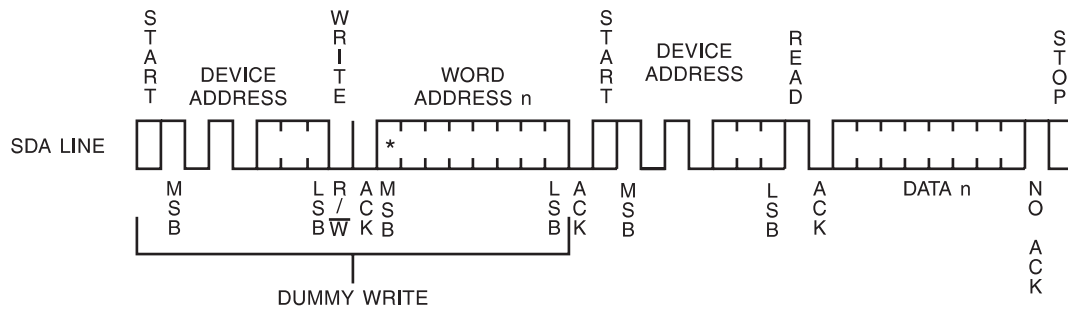 START
WRITE
START
READ
STOP
DEVICE
ADDRESS
WORD
ADDRESS n
DEVICE
ADDRESS
SDA LINE
*
MSB
LSB
R/W̅
ACK
MSB
LSB
ACK
MSB
LSB
ACK
DATA n
NO ACK
DUMMY WRITE